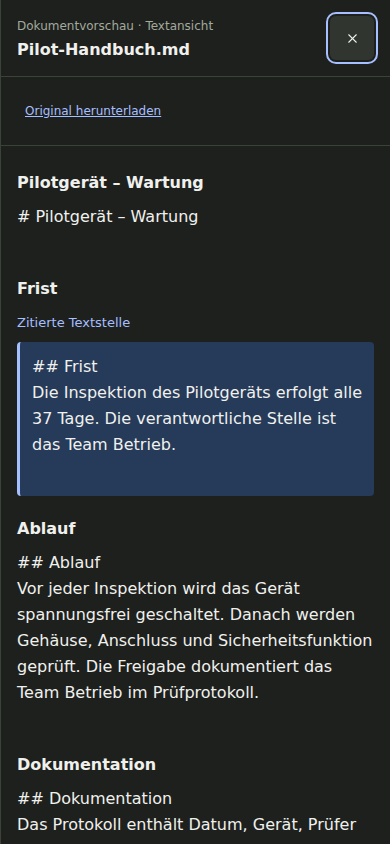 Dokumentvorschau · Textansicht
Pilot-Handbuch.md
×
Original herunterladen
Pilotgerät – Wartung
# Pilotgerät – Wartung
Frist
Zitierte Textstelle
## Frist
Die Inspektion des Pilotgeräts erfolgt alle
37 Tage. Die verantwortliche Stelle ist
das Team Betrieb.
Ablauf
## Ablauf
Vor jeder Inspektion wird das Gerät
spannungsfrei geschaltet. Danach werden
Gehäuse, Anschluss und Sicherheitsfunktion
geprüft. Die Freigabe dokumentiert das
Team Betrieb im Prüfprotokoll.
Dokumentation
## Dokumentation
Das Protokoll enthält Datum, Gerät, Prüfer